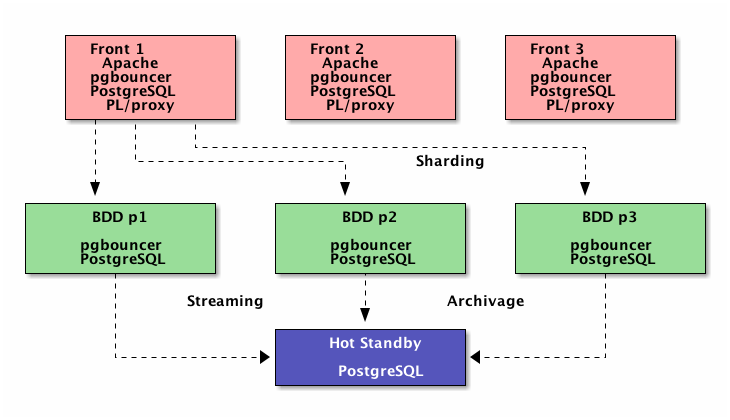 Front 1
Apache
pgbouncer
PostgreSQL
PL/proxy
Front 2
Apache
pgbouncer
PostgreSQL
PL/proxy
Front 3
Apache
pgbouncer
PostgreSQL
PL/proxy
Sharding
BDD p1
pgbouncer
PostgreSQL
BDD p2
pgbouncer
PostgreSQL
BDD p3
pgbouncer
PostgreSQL
Streaming
Archivage
Hot Standby
PostgreSQL